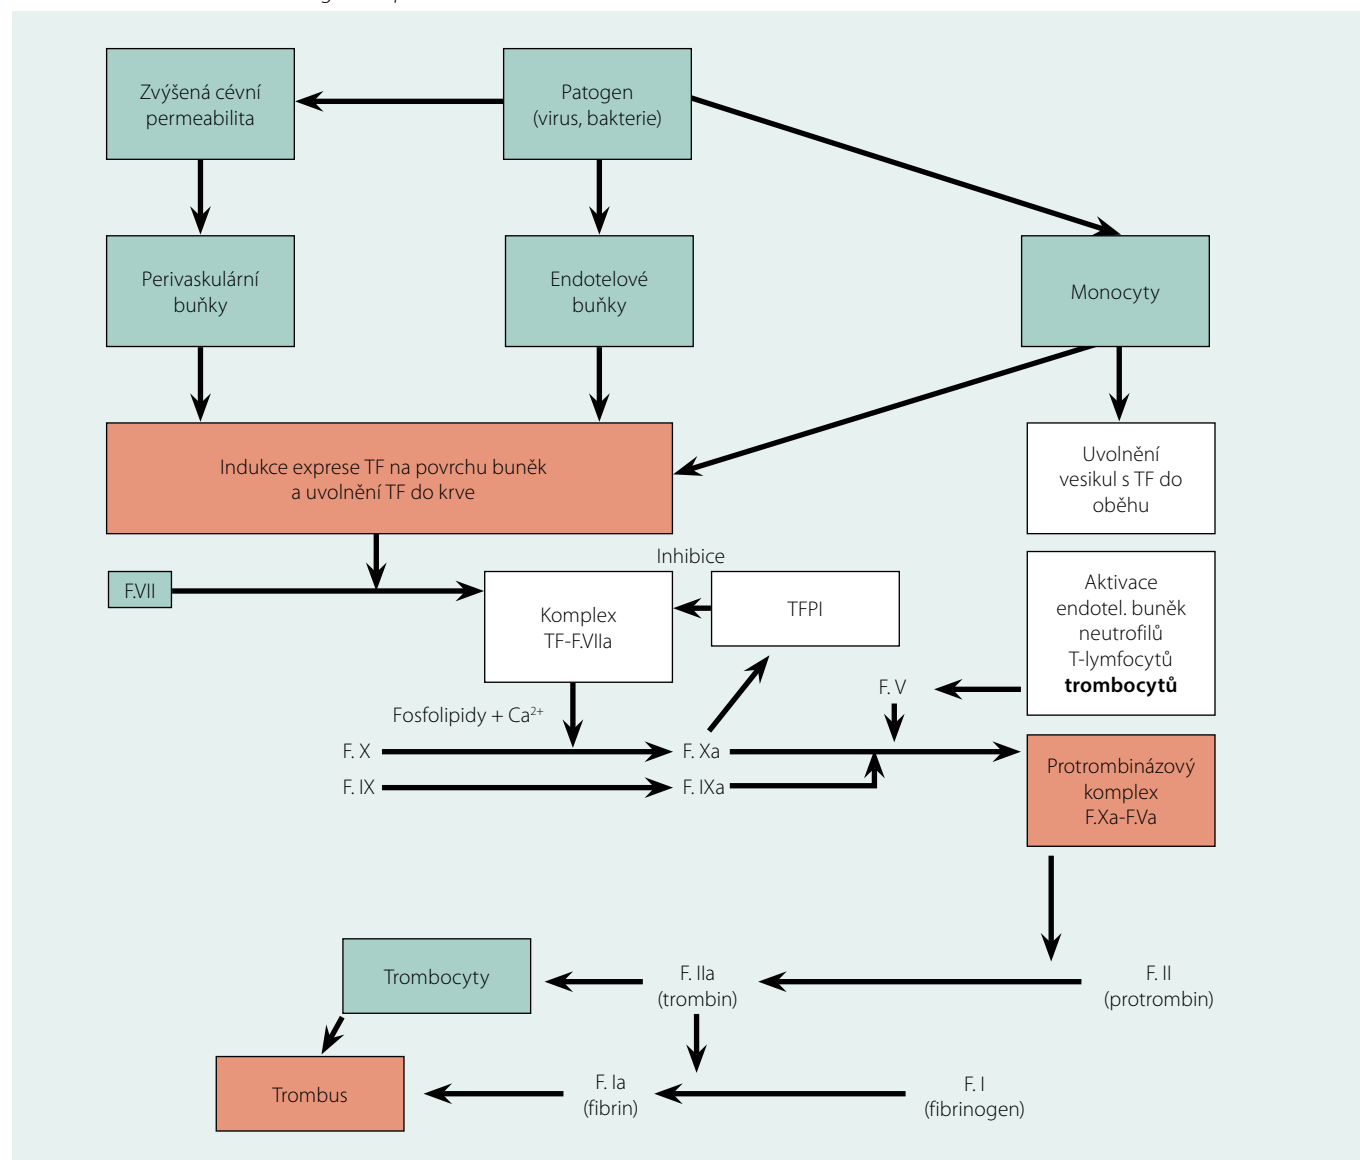 Zvýšená cévní
permeabilita
Patogen
(virus, bakterie)
Perivaskulární
buňky
Endotelové
buňky
Monocyty
Indukce exprese TF na povrchu buněk
a uvolnění TF do krve
Uvolnění
vesikul s TF do
oběhu
Inhibice
F.VII
Komplex
TF-F.VIIa
TFPI
Aktivace
endotel. buněk
neutrofilů
T-lymfocytů
trombocytů
F. V
Fosfolipidy + Ca²⁺
F. X
F. Xa
F. IX
F. IXa
Protrombinázový
komplex
F.Xa-F.Va
Trombocyty
F. IIa
(trombin)
F. II
(protrombin)
Trombus
F. Ia
(fibrin)
F. I
(fibrinogen)